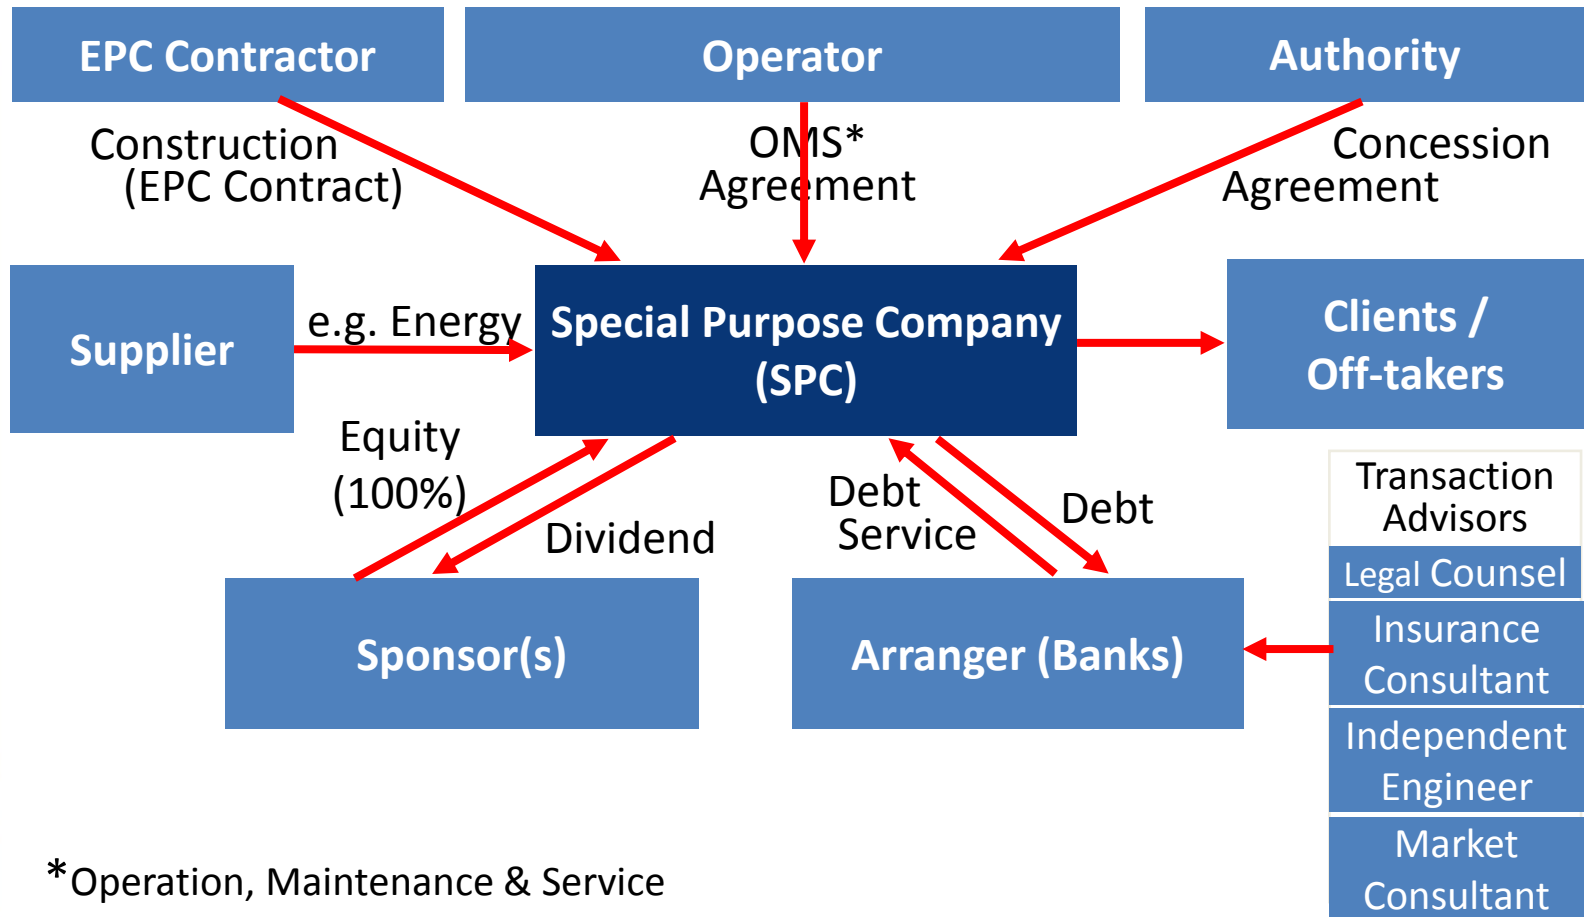 EPC Contractor
Operator
Authority
Construction
(EPC Contract)
OMS*
Agreement
Concession
Agreement
Supplier
e.g. Energy
Special Purpose Company
(SPC)
Clients /
Off-takers
Equity
(100%)
Dividend
Debt
Service
Debt
Transaction
Advisors
Legal Counsel
Insurance
Consultant
Independent
Engineer
Market
Consultant
Sponsor(s)
Arranger (Banks)
*Operation, Maintenance & Service